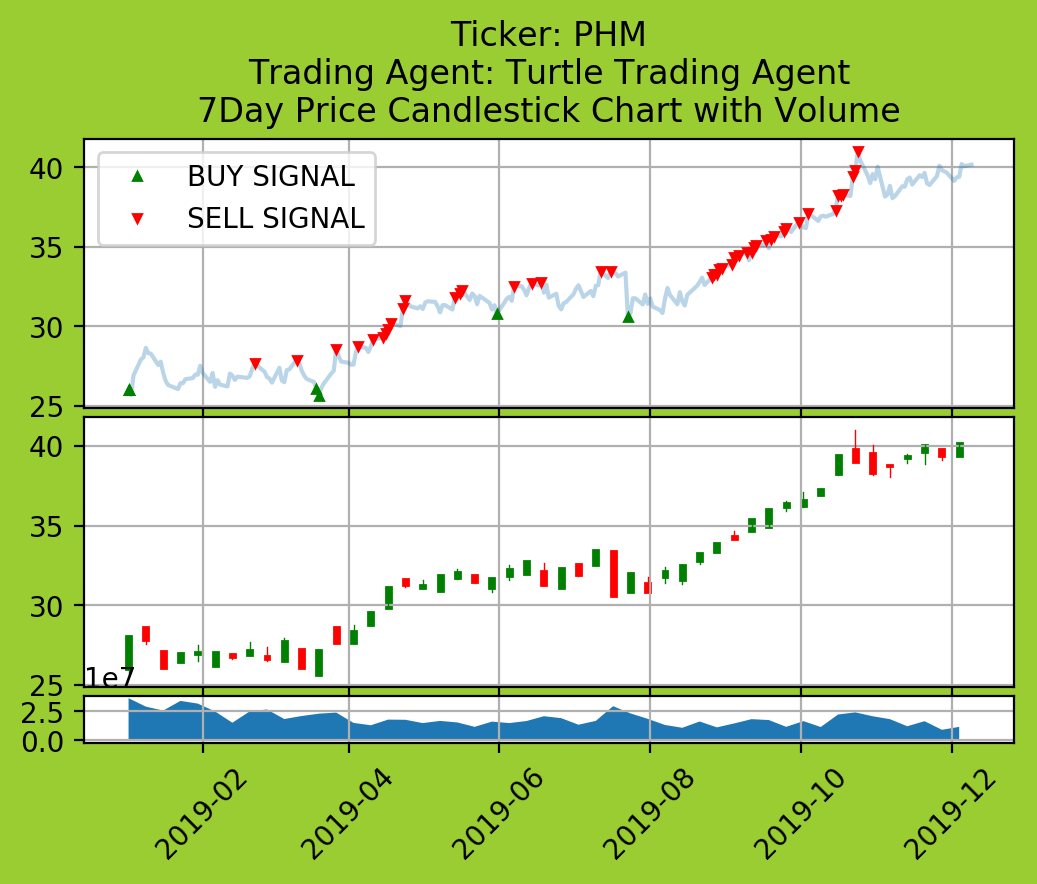 Ticker: PHM
Trading Agent: Turtle Trading Agent
7Day Price Candlestick Chart with Volume
BUY SIGNAL
SELL SIGNAL
40
35
30
25
40
35
30
25
1e7
2.5
0.0
2019-02
2019-04
2019-06
2019-08
2019-10
2019-12